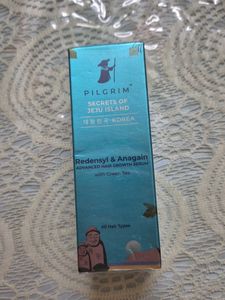 PILGRIM
SECRETS OF
JEJU ISLAND
대한민국 KOREA
Redensyl & Anagain
ADVANCED HAIR GROWTH SERUM
with Green Tea
All Hair Types